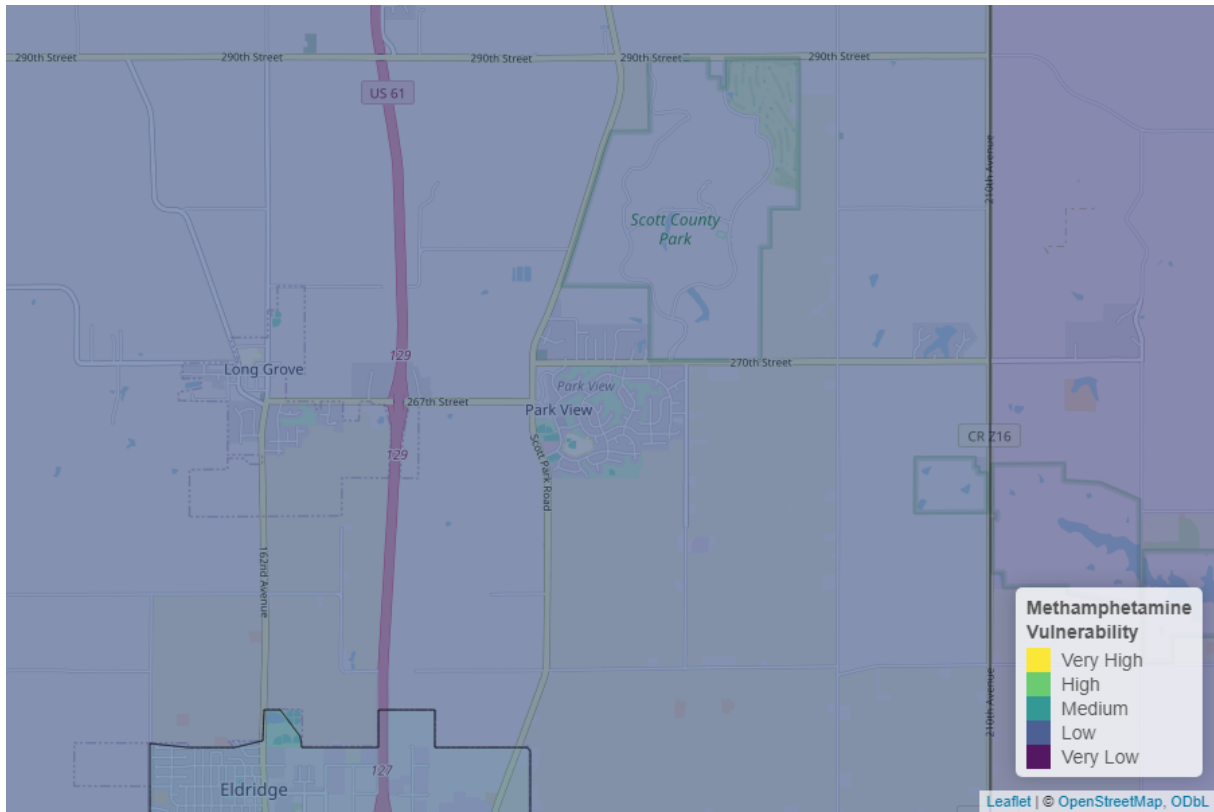 290th Street
290th Street
290th Street
290th Street
290th Street
US 61
210th Avenue
Scott County
Park
129
270th Street
Long Grove
Park View
267th Street
Park View
CR Z16
129
Scott Park Road
162nd Avenue
210th Avenue
127
Eldridge
Methamphetamine
Vulnerability
Very High
High
Medium
Low
Very Low
Leaflet | © OpenStreetMap, ODbL